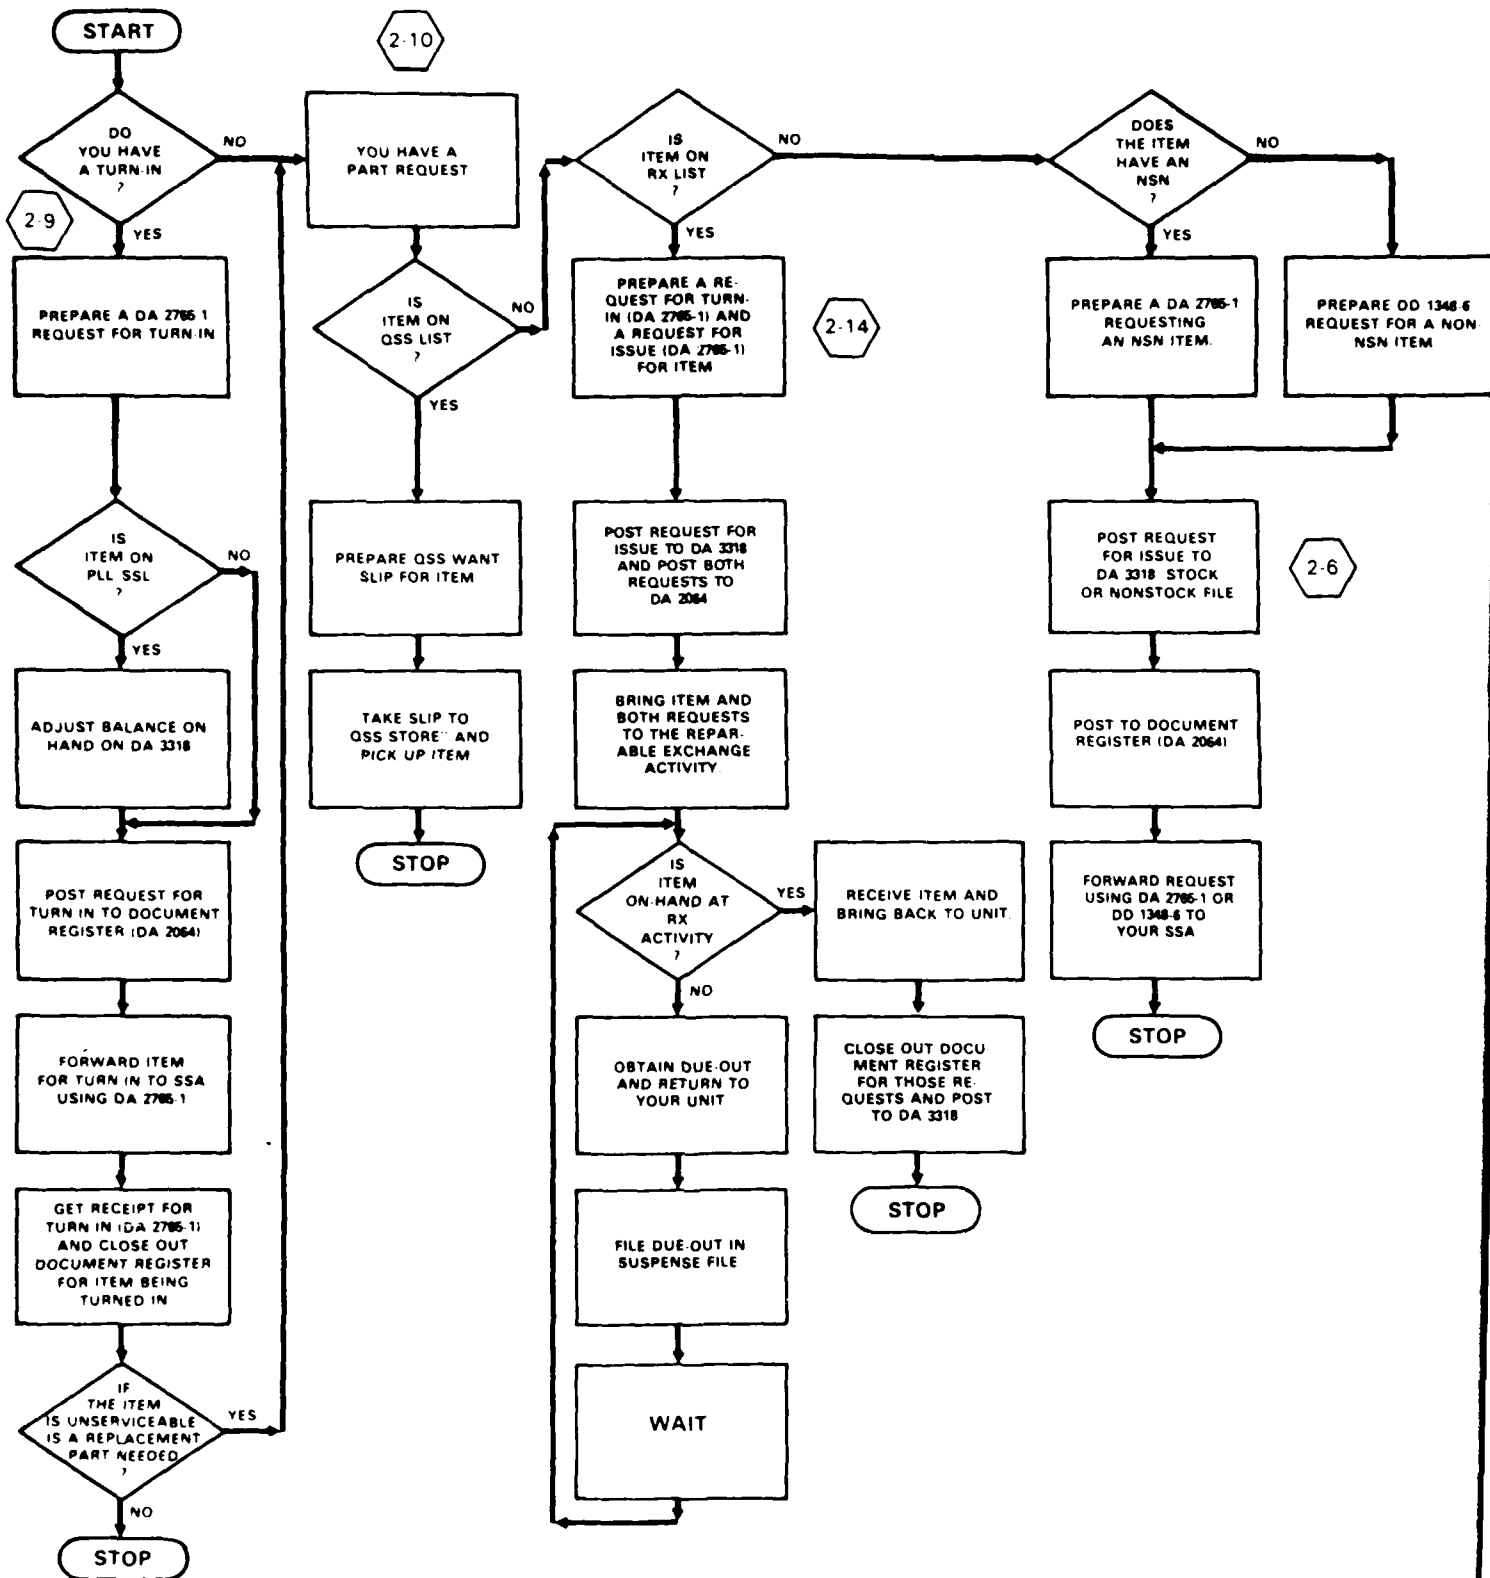 START
DO
YOU HAVE
A TURN-IN
?
NO
YES
2-9
PREPARE A DA 2765-1
REQUEST FOR TURN-IN
IS
ITEM ON
PLL SSL
?
NO
YES
ADJUST BALANCE ON
HAND ON DA 3318
POST REQUEST FOR
TURN IN TO DOCUMENT
REGISTER (DA 2064)
FORWARD ITEM
FOR TURN IN TO SSA
USING DA 2765-1
GET RECEIPT FOR
TURN IN (DA 2765-1)
AND CLOSE OUT
DOCUMENT REGISTER
FOR ITEM BEING
TURNED IN
IF
THE ITEM
IS UNSERVICEABLE
IS A REPLACEMENT
PART NEEDED
?
YES
NO
STOP
2-10
YOU HAVE A
PART REQUEST
IS
ITEM ON
QSS LIST
?
NO
YES
PREPARE QSS WANT
SLIP FOR ITEM
TAKE SLIP TO
QSS STORE" AND
PICK UP ITEM
STOP
IS
ITEM ON
RX LIST
?
NO
YES
PREPARE A RE-
QUEST FOR TURN-
IN (DA 2765-1) AND
A REQUEST FOR
ISSUE (DA 2765-1)
FOR ITEM
2-14
POST REQUEST FOR
ISSUE TO DA 3318
AND POST BOTH
REQUESTS TO
DA 2064
BRING ITEM AND
BOTH REQUESTS
TO THE REPAR-
ABLE EXCHANGE
ACTIVITY.
IS
ITEM
ON-HAND AT
RX
ACTIVITY
?
YES
NO
RECEIVE ITEM AND
BRING BACK TO UNIT.
CLOSE OUT DOCU-
MENT REGISTER
FOR THOSE RE-
QUESTS AND POST
TO DA 3318
STOP
OBTAIN DUE-OUT
AND RETURN TO
YOUR UNIT
FILE DUE-OUT IN
SUSPENSE FILE
WAIT
DOES
THE ITEM
HAVE AN
NSN
?
NO
YES
PREPARE A DA 2765-1
REQUESTING
AN NSN ITEM.
PREPARE DD 1348-6
REQUEST FOR A NON-
NSN ITEM
POST REQUEST
FOR ISSUE TO
DA 3318 STOCK
OR NONSTOCK FILE
2-6
POST TO DOCUMENT
REGISTER (DA 2064)
FORWARD REQUEST
USING DA 2765-1 OR
DD 1348-6 TO
YOUR SSA
STOP